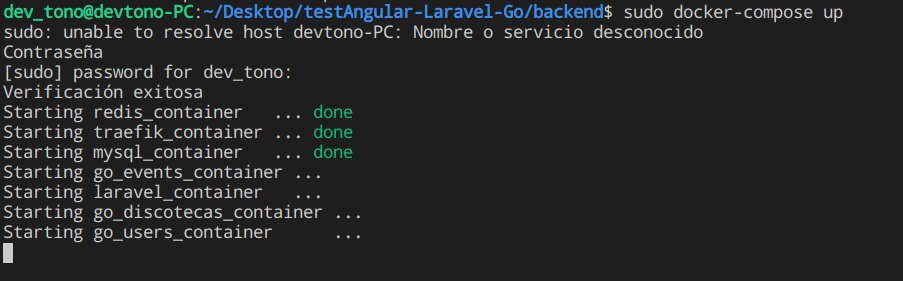 dev_tono@devtono-PC:~/Desktop/testAngular-Laravel-Go/backend$ sudo docker-compose up
sudo: unable to resolve host devtono-PC: Nombre o servicio desconocido
Contraseña
[sudo] password for dev_tono:
Verificación exitosa
Starting redis_container   ... done
Starting traefik_container ... done
Starting mysql_container   ... done
Starting go_events_container ...
Starting laravel_container   ...
Starting go_discotecas_container ...
Starting go_users_container      ...